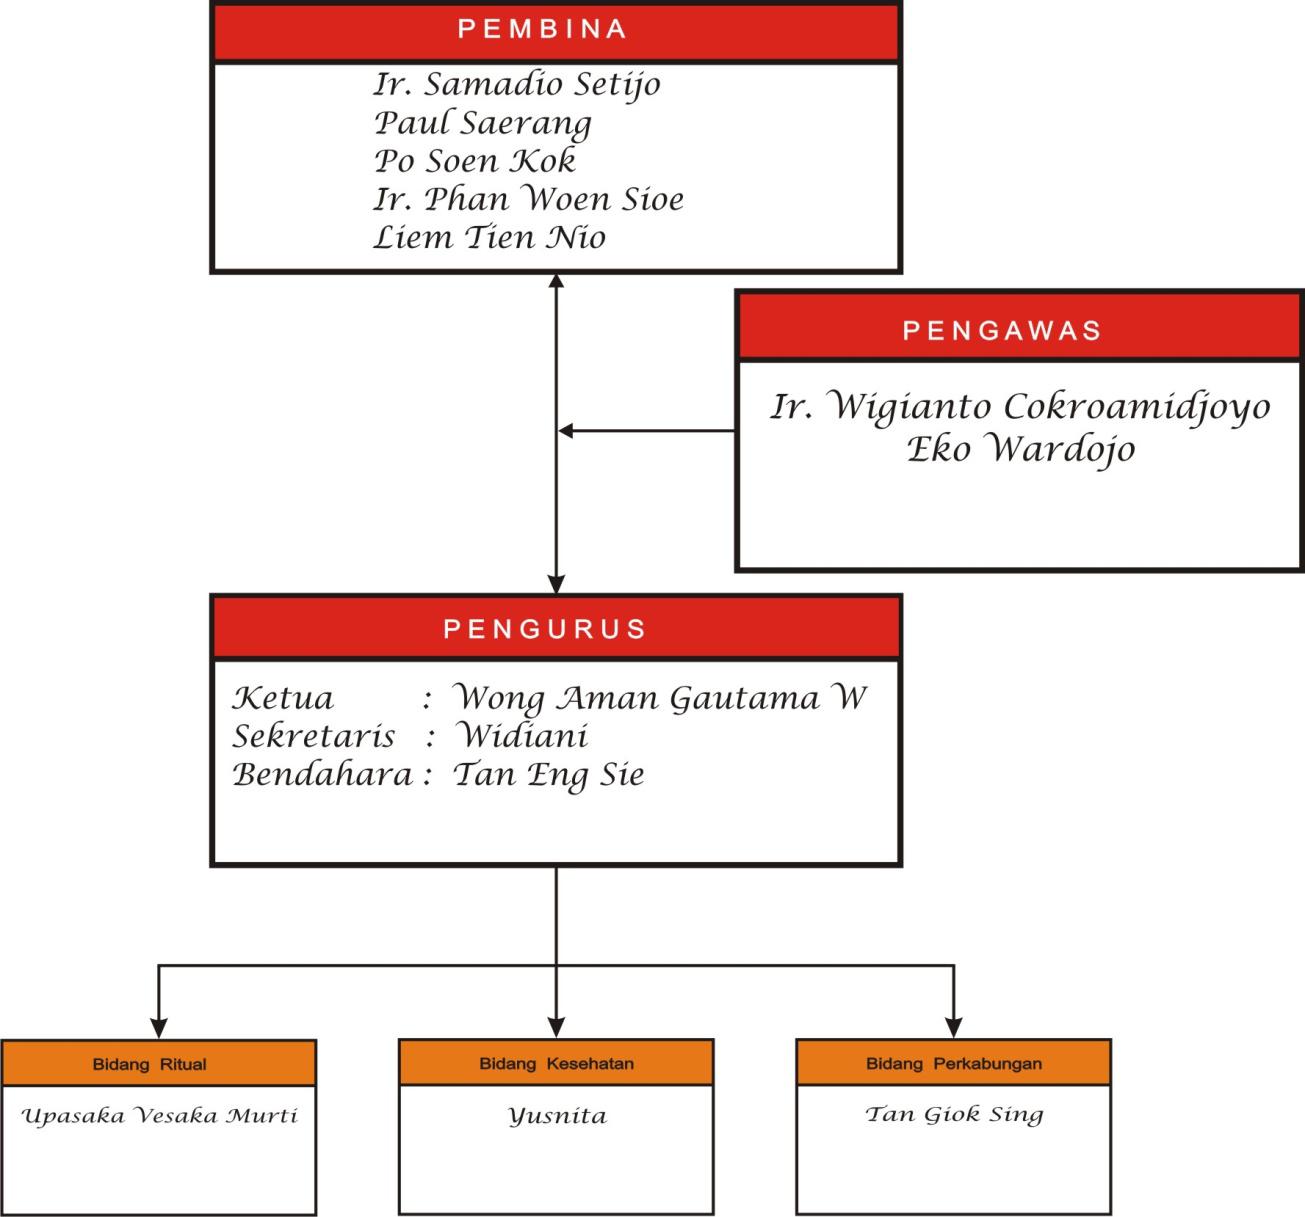 PEMBINA
Ir. Samadio Setijo
Paul Saerang
Po Soen Kok
Ir. Phan Woen Sioe
Liem Tien Nio
PENGAWAS
Ir. Wigianto Cokroamidjoyo
Eko Wardojo
PENGURUS
Ketua : Wong Aman Gautama W
Sekretaris : Widiani
Bendahara : Tan Eng Sie
Bidang Ritual
Upasaka Vesaka Murti
Bidang Kesehatan
Yusnita
Bidang Perkabungan
Tan Giok Sing